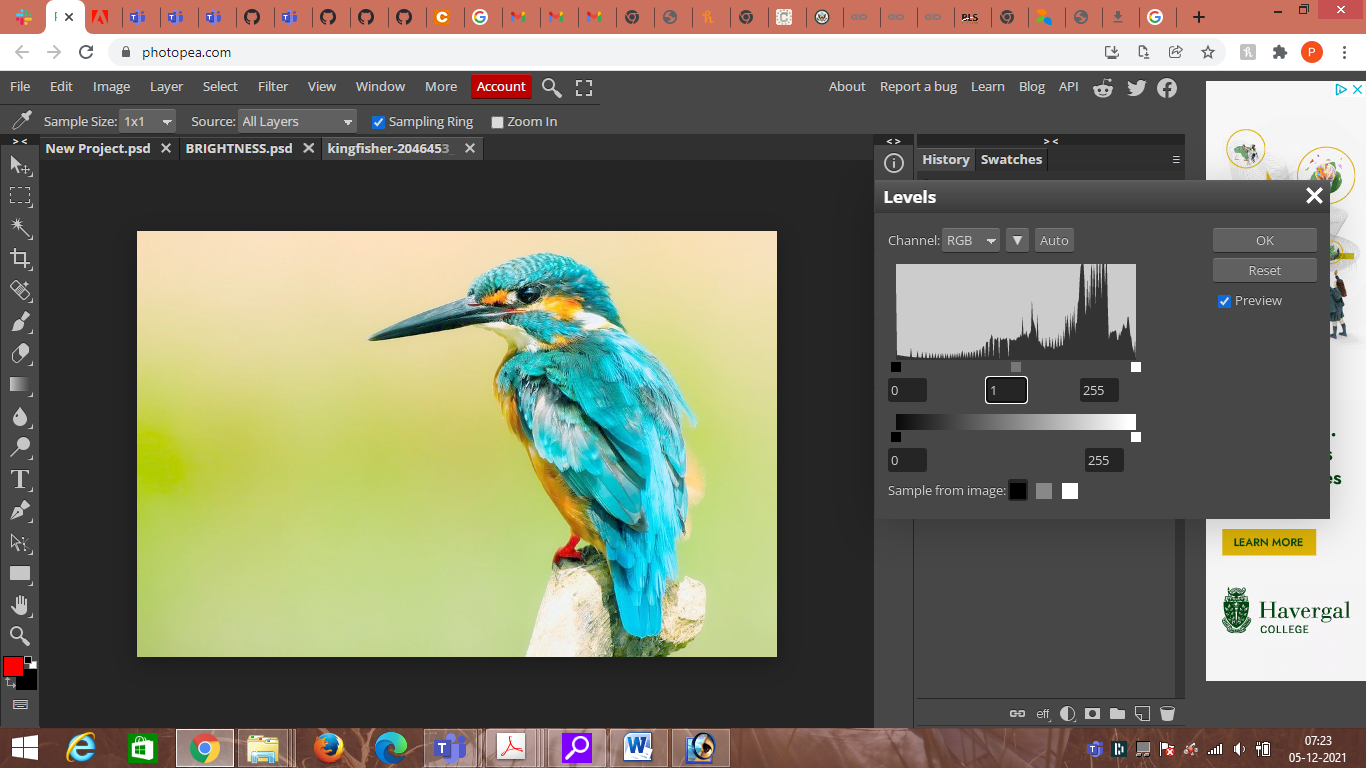 photopea.com
P
File Edit Image Layer Select Filter View Window More Account
About Report a bug Learn Blog API
Sample Size: 1x1 Source: All Layers Sampling Ring Zoom In
New Project.psd BRIGHTNESS.psd kingfisher-2046453_
History Swatches
Levels
Channel: RGB ▼ Auto
OK
Reset
Preview
0 1 255
0 255
Sample from image:
eff
LEARN MORE
Havergal
COLLEGE
07:23
05-12-2021